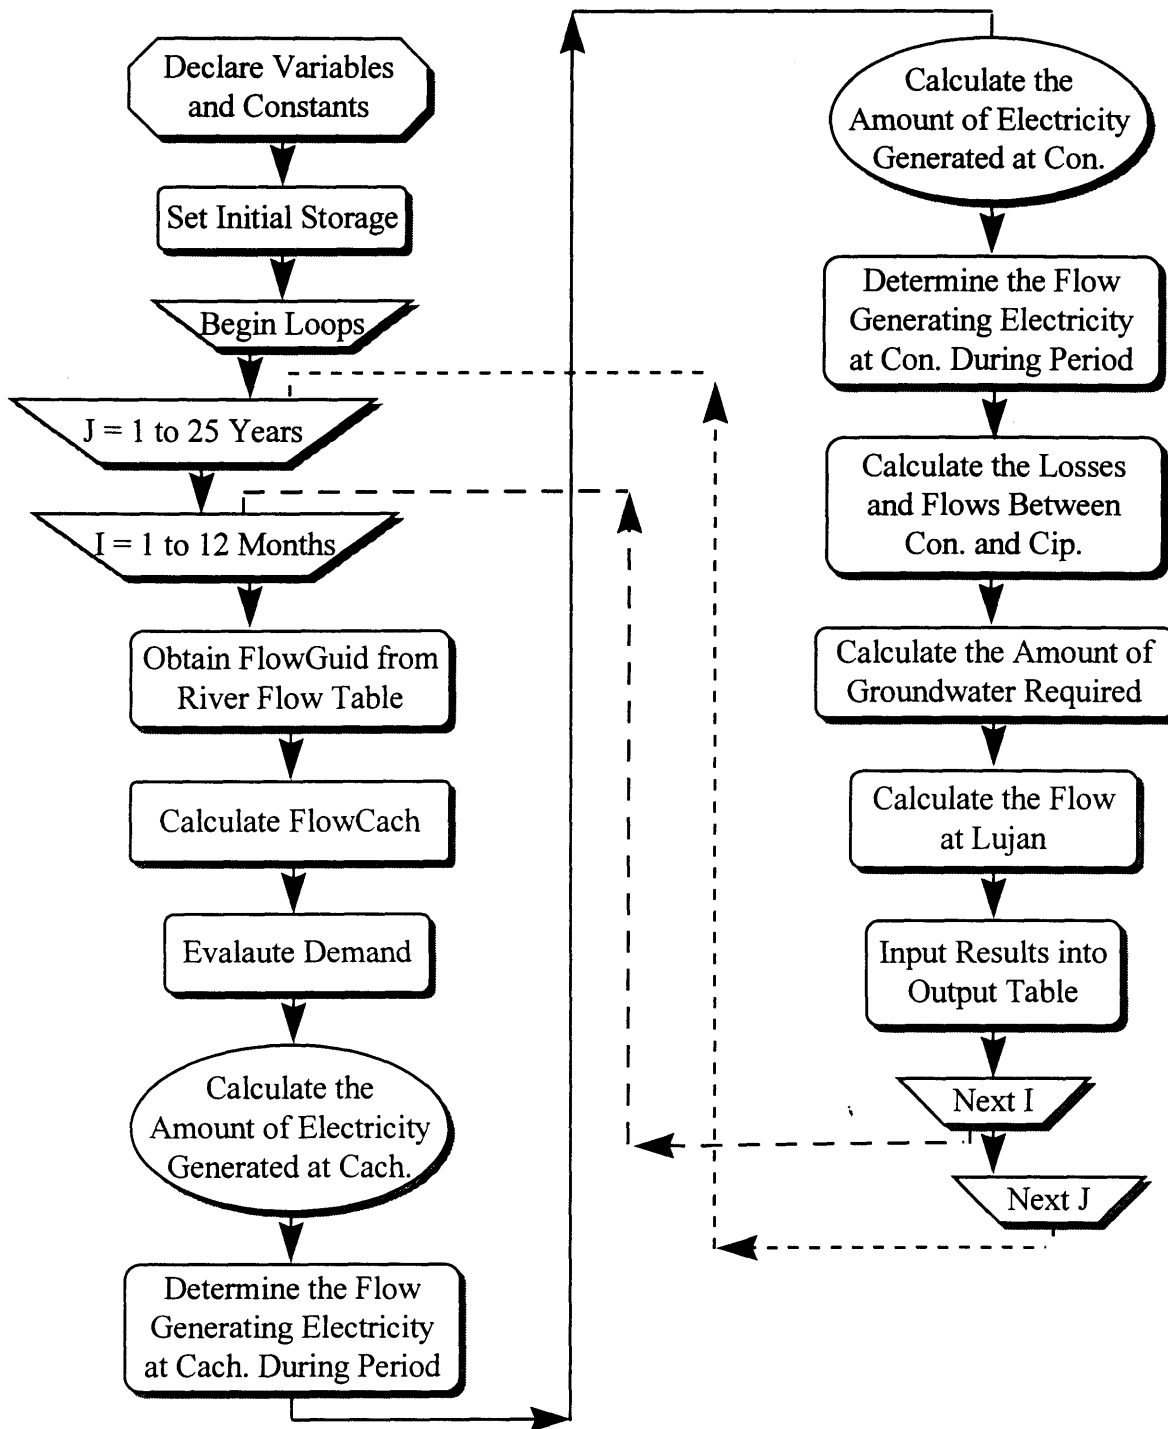 Declare Variables
and Constants
Set Initial Storage
Begin Loops
J = 1 to 25 Years
I = 1 to 12 Months
Obtain FlowGuid from
River Flow Table
Calculate FlowCach
Evalaute Demand
Calculate the
Amount of Electricity
Generated at Cach.
Determine the Flow
Generating Electricity
at Cach. During Period
Calculate the
Amount of Electricity
Generated at Con.
Determine the Flow
Generating Electricity
at Con. During Period
Calculate the Losses
and Flows Between
Con. and Cip.
Calculate the Amount of
Groundwater Required
Calculate the Flow
at Lujan
Input Results into
Output Table
Next I
Next J